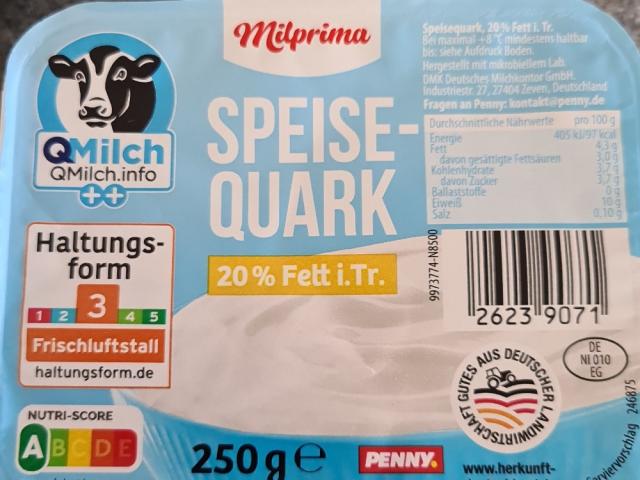 Milprima
SPEISE-
QUARK
20% Fett i.Tr.
QMilch
QMilch.info
++
Haltungs-
form
1 2 3 4 5
Frischluftstall
haltungsform.de
NUTRI-SCORE
A B C D E
250 g e
PENNY.
Speisequark, 20% Fett i. Tr.
Bei maximal +8 °C mindestens haltbar
bis: siehe Aufdruck Boden.
Hergestellt mit mikrobiellem Lab.
DMK Deutsches Milchkontor GmbH,
Industriestr. 27, 27404 Zeven, Deutschland
Fragen an Penny: kontakt@penny.de
Durchschnittliche Nährwerte pro 100 g
Energie 405 kJ/97 kcal
Fett 4,3 g
davon gesättigte Fettsäuren 3,0 g
Kohlenhydrate 3,7 g
davon Zucker 3,7 g
Ballaststoffe 0 g
Eiweiß 10 g
Salz 0,10 g
9973774-N8500
2623 9071
DE
NI 010
EG
GUTES AUS DEUTSCHER LANDWIRTSCHAFT
www.herkunft-
Serviervorschlag 246875